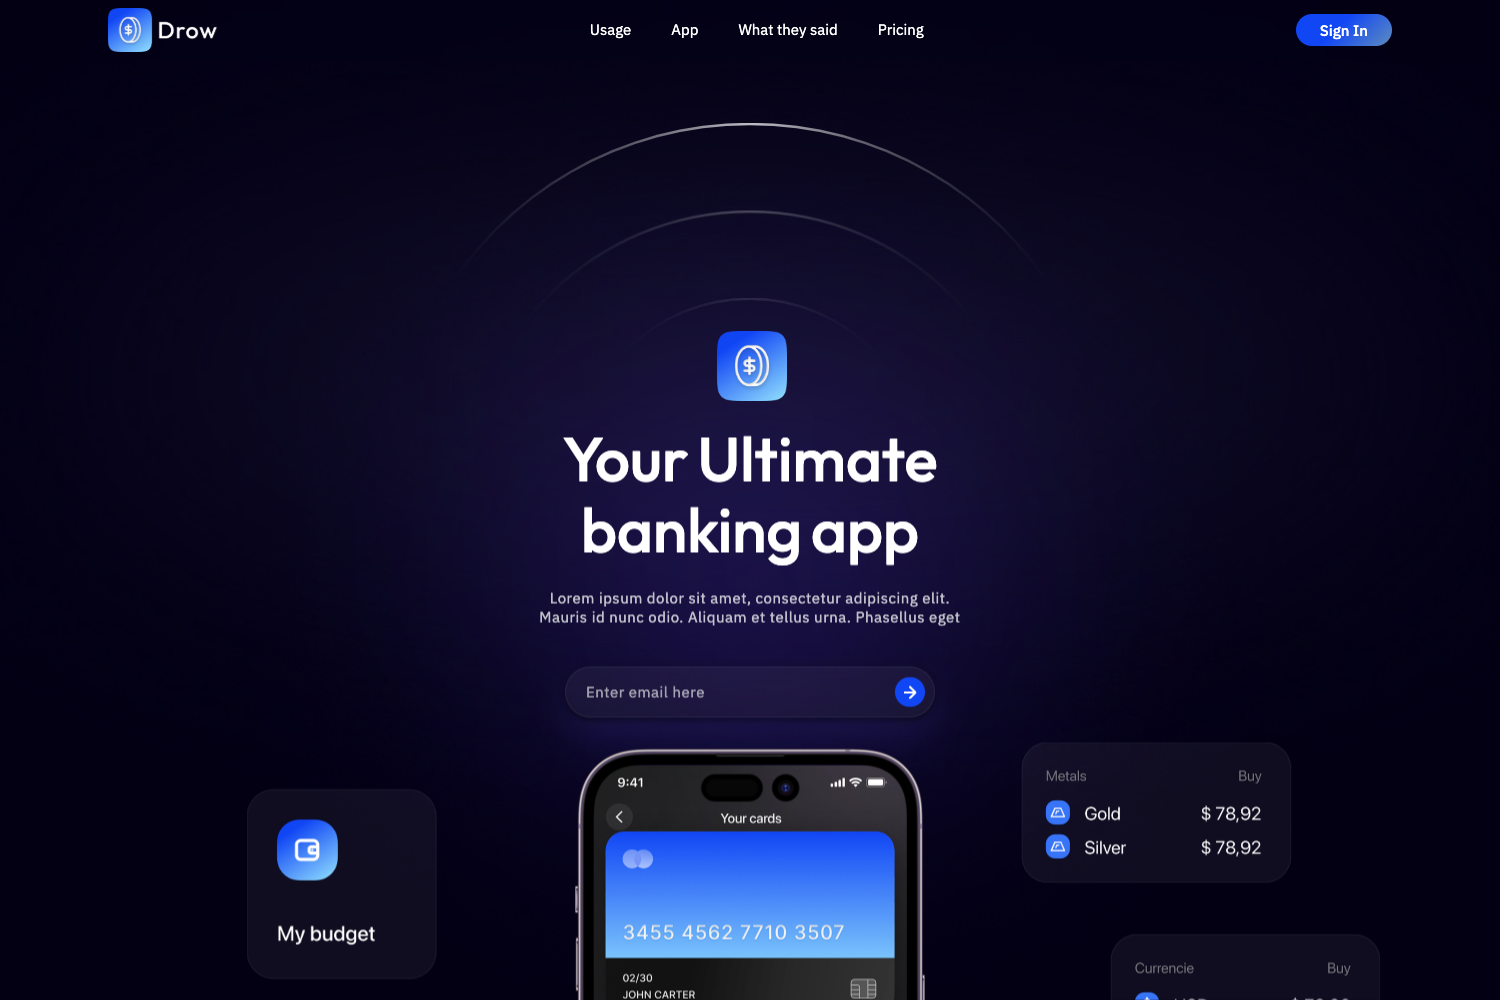 Drow
Usage
App
What they said
Pricing
Sign In
Your Ultimate
banking app
Lorem ipsum dolor sit amet, consectetur adipiscing elit.
Mauris id nunc odio. Aliquam et tellus urna. Phasellus eget
Enter email here
9:41
Your cards
3455 4562 7710 3507
02/30
JOHN CARTER
My budget
Metals Buy
Gold $ 78,92
Silver $ 78,92
Currencie Buy